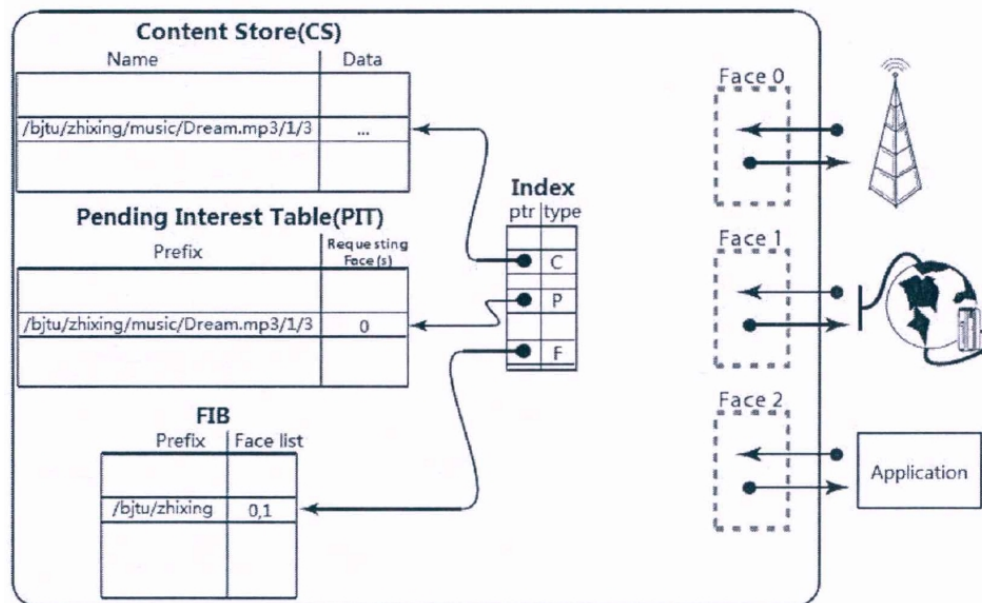 Content Store(CS)
Name Data
/bjtu/zhixing/music/Dream.mp3/1/3 ...
Pending Interest Table(PIT)
Prefix Requesting Face(s)
/bjtu/zhixing/music/Dream.mp3/1/3 0
FIB
Prefix Face list
/bjtu/zhixing 0,1
Index
ptr type
C
P
F
Face 0
Face 1
Face 2
Application